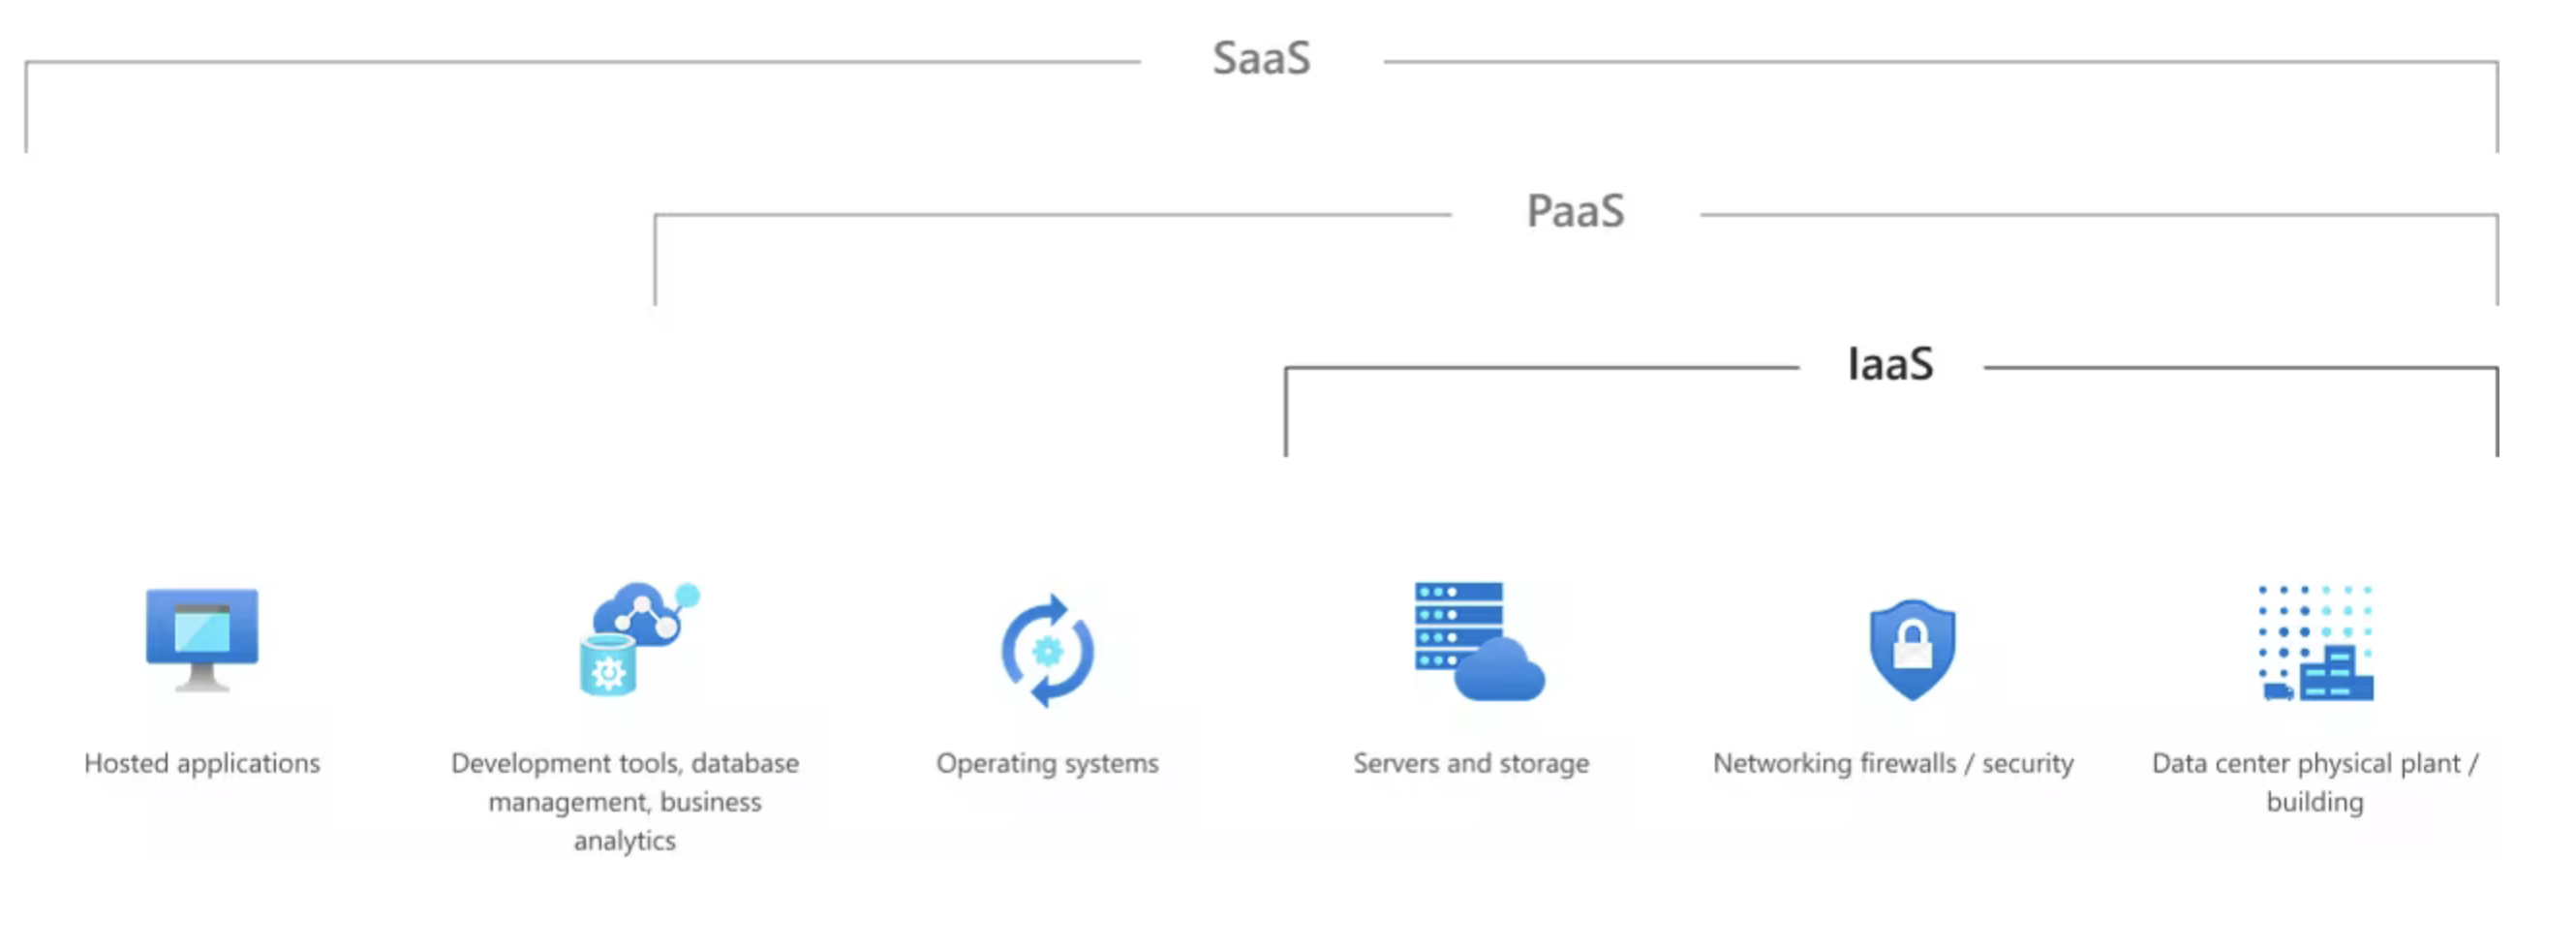 SaaS
PaaS
IaaS
Hosted applications
Development tools, database
management, business
analytics
Operating systems
Servers and storage
Networking firewalls / security
Data center physical plant /
building